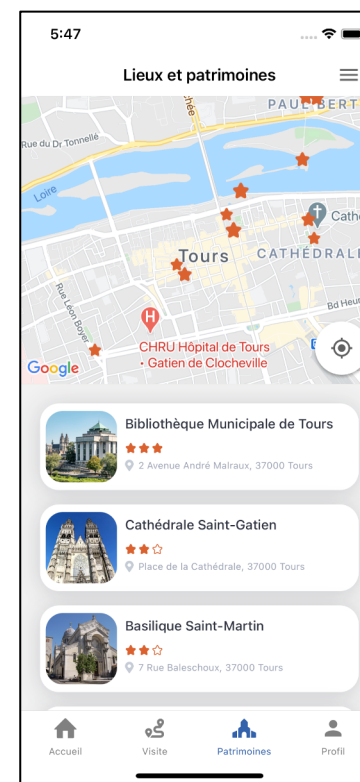 5:47
Lieux et patrimoines
PAUL BERT
Rue du Dr Tonnellé
Loire
Cath
Tours
CATHÉDRALE
Rue Léon Boyer
Bd Heur
H
CHRU Hôpital de Tours
- Gatien de Clocheville
Google
Bibliothèque Municipale de Tours
2 Avenue André Malraux, 37000 Tours
Cathédrale Saint-Gatien
Place de la Cathédrale, 37000 Tours
Basilique Saint-Martin
7 Rue Baleschoux, 37000 Tours
Accueil
Visite
Patrimoines
Profil